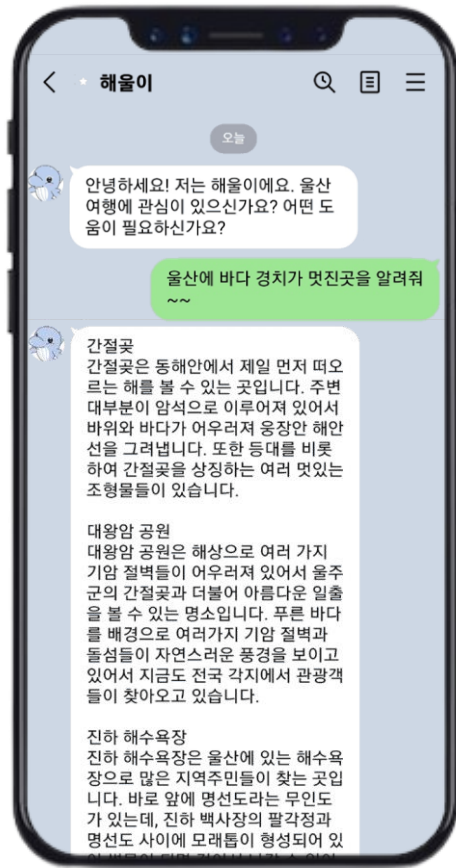 해울이
오늘
안녕하세요! 저는 해울이에요. 울산
여행에 관심이 있으신가요? 어떤 도
움이 필요하신가요?
울산에 바다 경치가 멋진곳을 알려줘
~~
간절곶
간절곶은 동해안에서 제일 먼저 떠오
르는 해를 볼 수 있는 곳입니다. 주변
대부분이 암석으로 이루어져 있어서
바위와 바다가 어우러져 웅장안 해안
선을 그려냅니다. 또한 등대를 비롯
하여 간절곶을 상징하는 여러 멋있는
조형물들이 있습니다.
대왕암 공원
대왕암 공원은 해상으로 여러 가지
기암 절벽들이 어우러져 있어서 울주
군의 간절곶과 더불어 아름다운 일출
을 볼 수 있는 명소입니다. 푸른 바다
를 배경으로 여러가지 기암 절벽과
돌섬들이 자연스러운 풍경을 보이고
있어서 지금도 전국 각지에서 관광객
들이 찾아오고 있습니다.
진하 해수욕장
진하 해수욕장은 울산에 있는 해수욕
장으로 많은 지역주민들이 찾는 곳입
니다. 바로 앞에 명선도라는 무인도
가 있는데, 진하 백사장의 팔각정과
명선도 사이에 모래톱이 형성되어 있